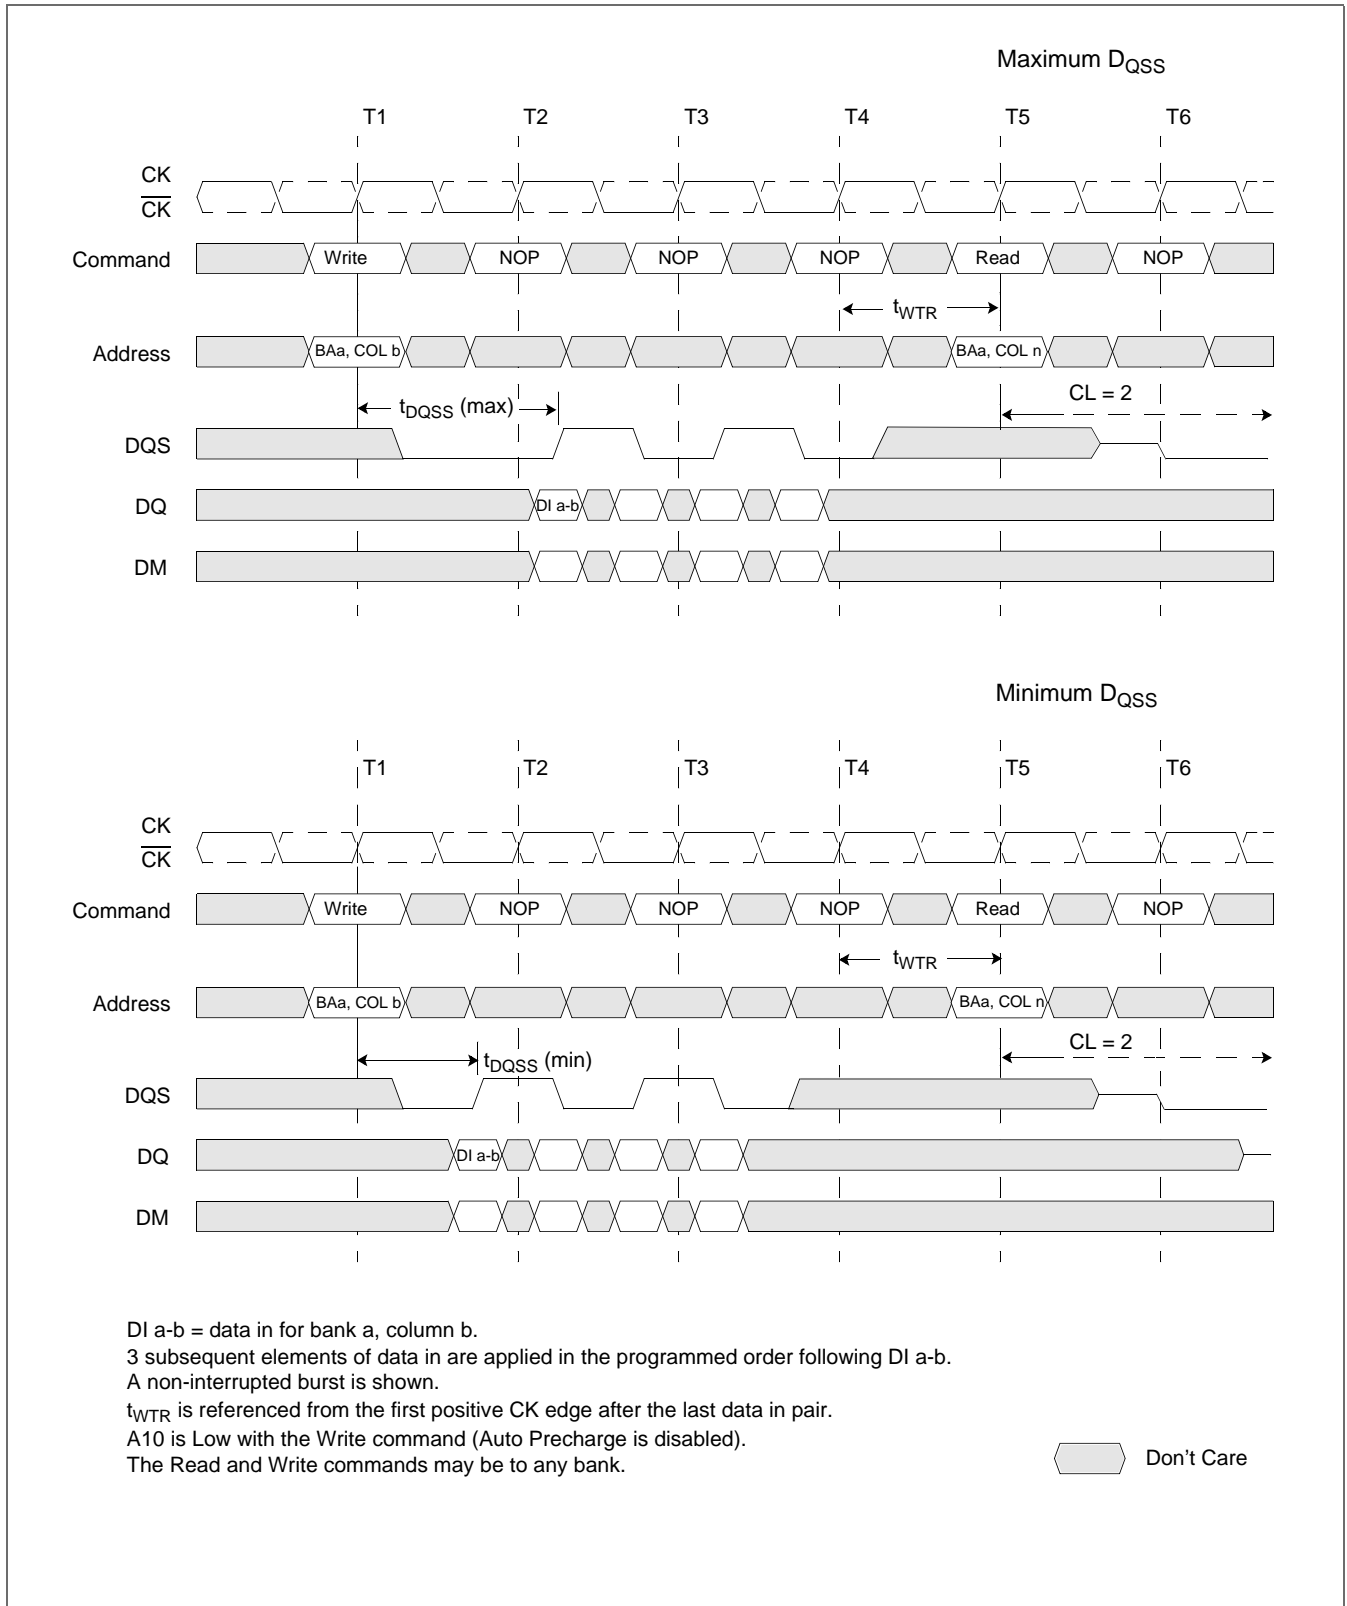 Maximum DQSS
T1 T2 T3 T4 T5 T6
CK
CK
Command Write NOP NOP NOP Read NOP
tWTR
Address BAa, COL b BAa, COL n
tDQSS (max) CL = 2
DQS
DQ DI a-b
DM
Minimum DQSS
T1 T2 T3 T4 T5 T6
CK
CK
Command Write NOP NOP NOP Read NOP
tWTR
Address BAa, COL b BAa, COL n
tDQSS (min) CL = 2
DQS
DQ DI a-b
DM
DI a-b = data in for bank a, column b.
3 subsequent elements of data in are applied in the programmed order following DI a-b.
A non-interrupted burst is shown.
tWTR is referenced from the first positive CK edge after the last data in pair.
A10 is Low with the Write command (Auto Precharge is disabled).
The Read and Write commands may be to any bank.
Don't Care